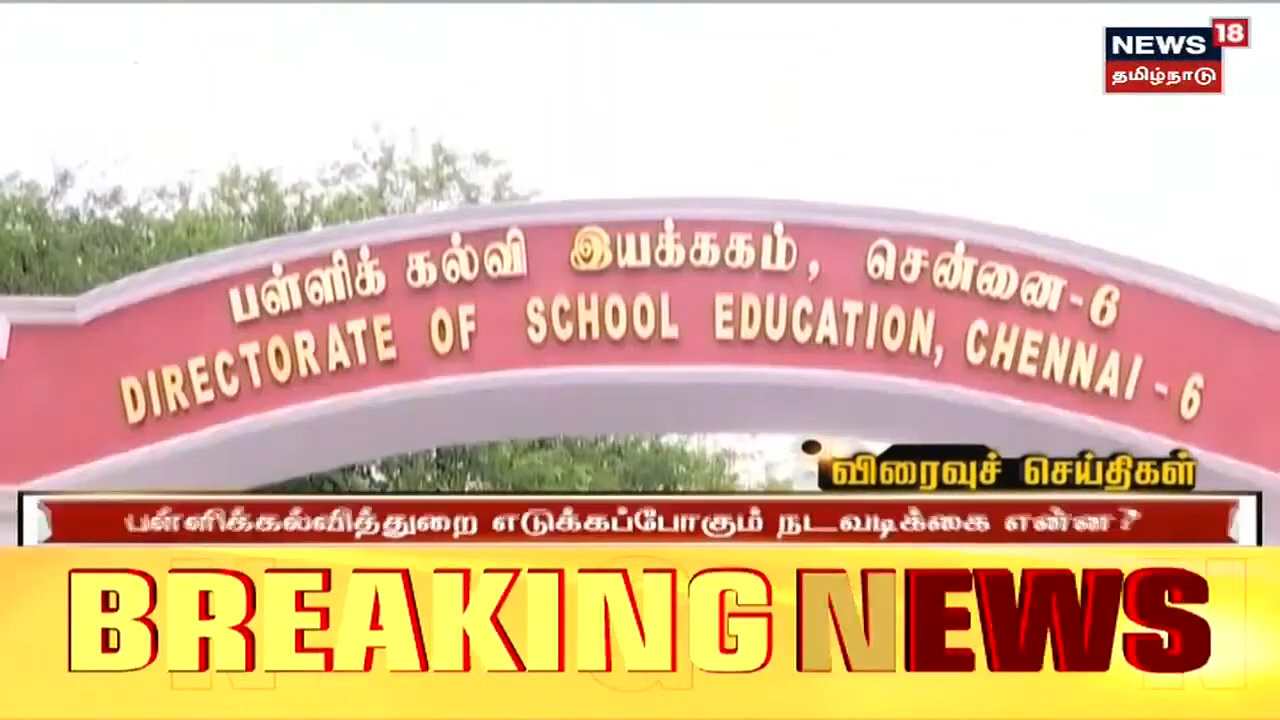 NEWS 18
தமிழ்நாடு
பள்ளிக் கல்வி இயக்ககம், சென்னை-6
DIRECTORATE OF SCHOOL EDUCATION, CHENNAI - 6
விரைவுச் செய்திகள்
பள்ளிக்கல்வித்துறை எடுக்கப்போகும் நடவடிக்கை என்ன?
BREAKING NEWS